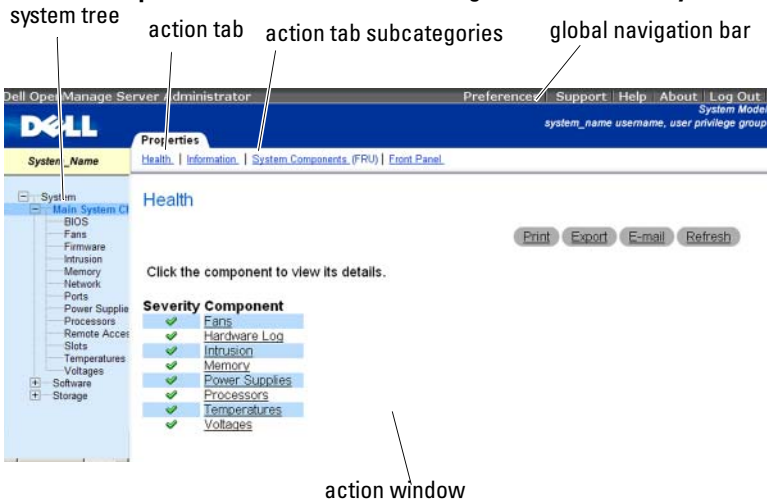 system tree
action tab
action tab subcategories
global navigation bar
Dell OpenManage Server Administrator
Preferences | Support | Help | About | Log Out
System Model
DELL
system_name username, user privilege group
Properties
System_Name
Health | Information | System Components (FRU) | Front Panel
System
Main System Ch
BIOS
Fans
Firmware
Intrusion
Memory
Network
Ports
Power Supplie
Processors
Remote Acces
Slots
Temperatures
Voltages
Software
Storage
Health
Print Export E-mail Refresh
Click the component to view its details.
Severity Component
Fans
Hardware Log
Intrusion
Memory
Power Supplies
Processors
Temperatures
Voltages
action window